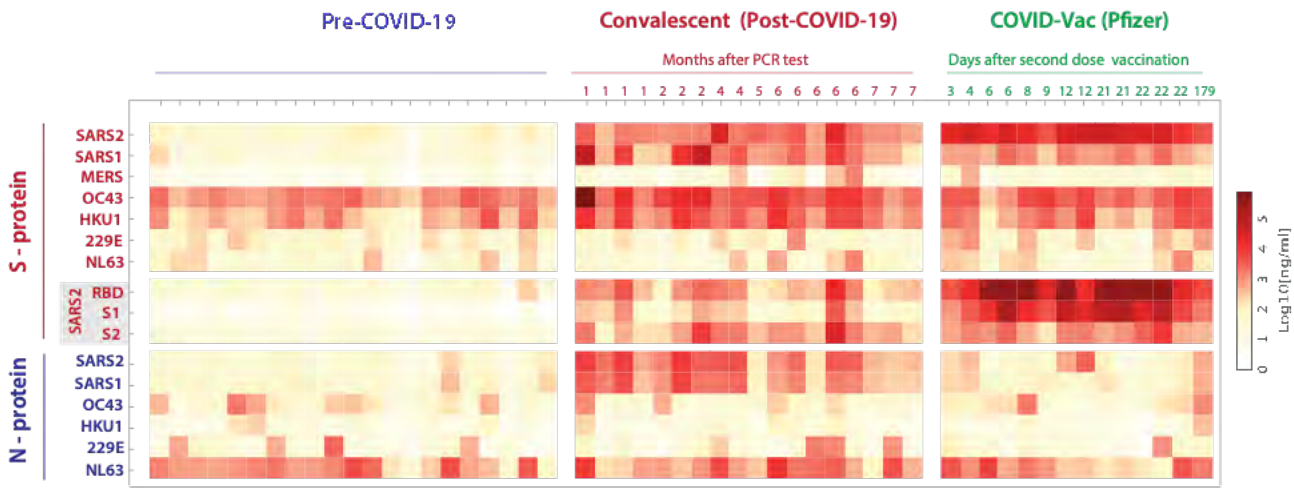 Pre-COVID-19
Convalescent (Post-COVID-19)
COVID-Vac (Pfizer)
Months after PCR test
Days after second dose vaccination
1 1 1 1 2 2 2 4 4 5 6 6 6 6 6 7 7 7
3 4 6 6 8 9 12 12 21 21 22 22 22 179
S - protein
SARS2
SARS1
MERS
OC43
HKU1
229E
NL63
SARS2
RBD
S1
S2
N - protein
SARS2
SARS1
OC43
HKU1
229E
NL63
0 1 2 3 4 5
Log10[ng/ml]